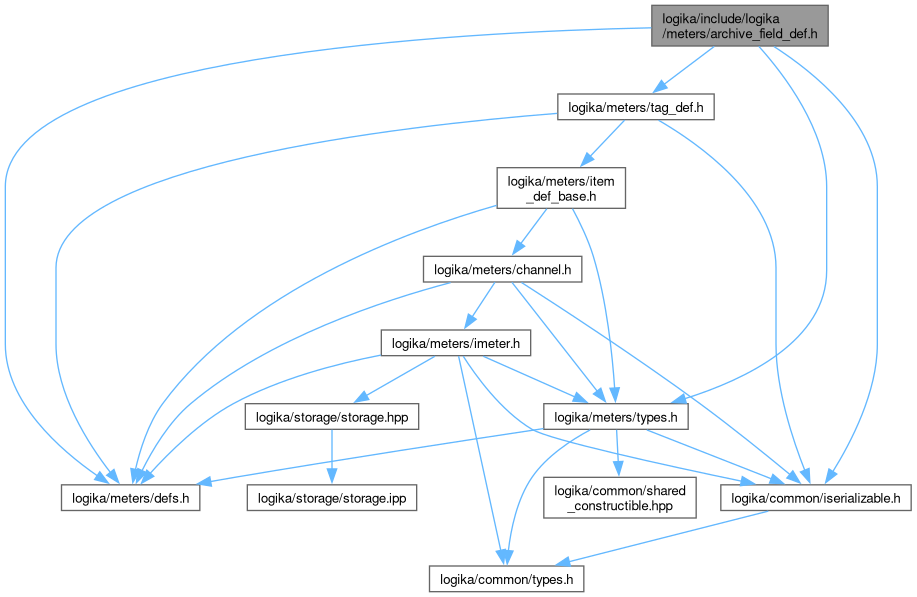 logika/include/logika
/meters/archive_field_def.h
logika/meters/tag_def.h
logika/meters/item
_def_base.h
logika/meters/channel.h
logika/meters/imeter.h
logika/storage/storage.hpp
logika/meters/types.h
logika/meters/defs.h
logika/storage/storage.ipp
logika/common/shared
_constructible.hpp
logika/common/iserializable.h
logika/common/types.h